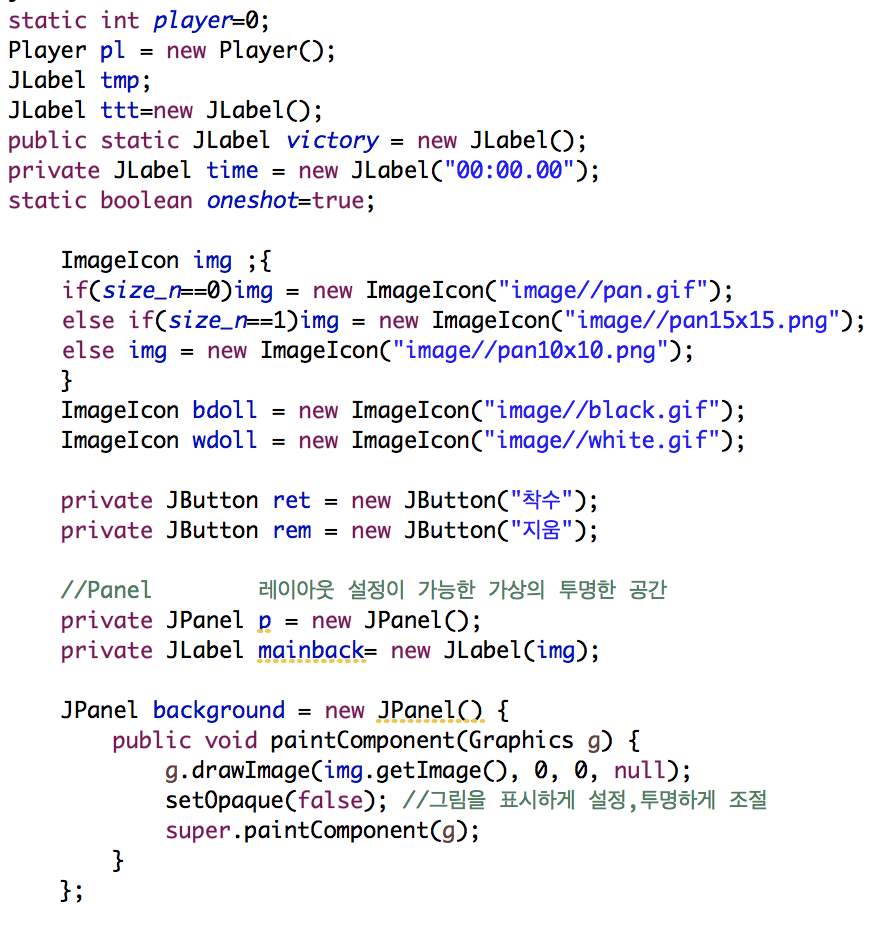 static int player=0;
Player pl = new Player();
JLabel tmp;
JLabel ttt=new JLabel();
public static JLabel victory = new JLabel();
private JLabel time = new JLabel("00:00.00");
static boolean oneshot=true;
ImageIcon img ;{
if(size_n==0)img = new ImageIcon("image//pan.gif");
else if(size_n==1)img = new ImageIcon("image//pan15x15.png");
else img = new ImageIcon("image//pan10x10.png");
}
ImageIcon bdoll = new ImageIcon("image//black.gif");
ImageIcon wdoll = new ImageIcon("image//white.gif");
private JButton ret = new JButton("착수");
private JButton rem = new JButton("지움");
//Panel 레이아웃 설정이 가능한 가상의 투명한 공간
private JPanel p = new JPanel();
private JLabel mainback= new JLabel(img);
JPanel background = new JPanel() {
public void paintComponent(Graphics g) {
g.drawImage(img.getImage(), 0, 0, null);
setOpaque(false); //그림을 표시하게 설정,투명하게 조절
super.paintComponent(g);
}
};